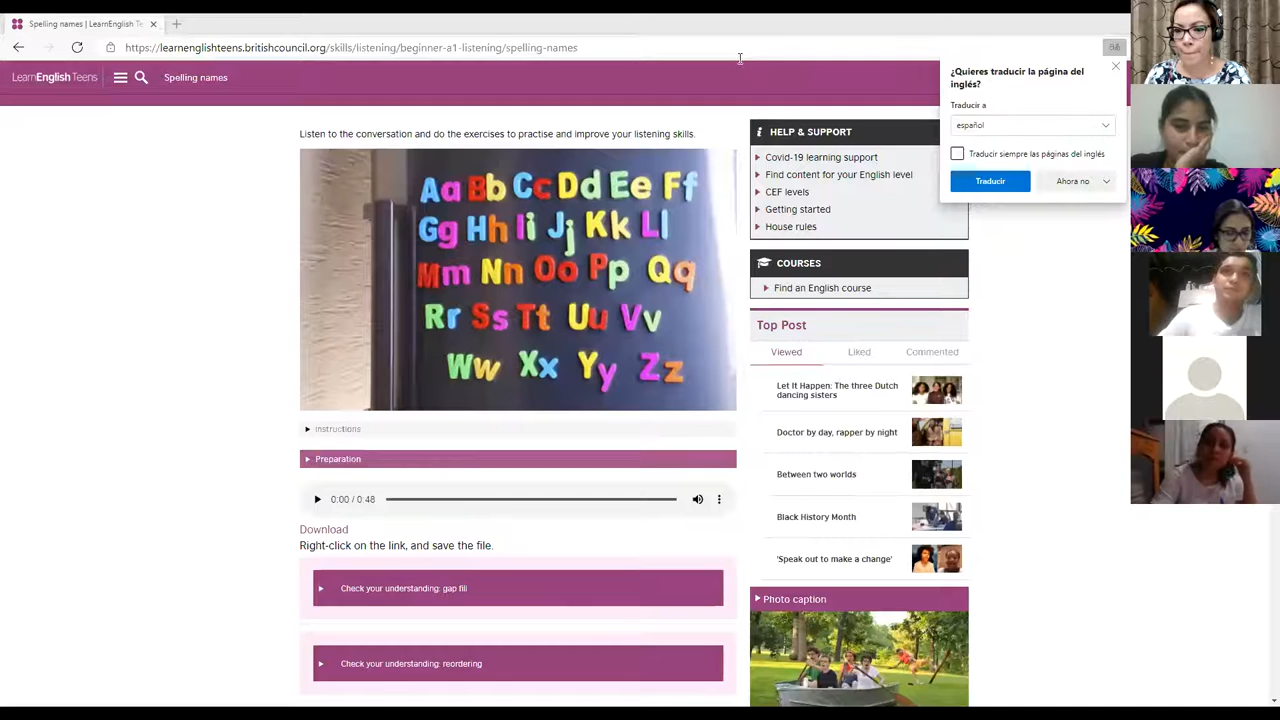 Spelling names | LearnEnglish Te
https://learnenglishteens.britishcouncil.org/skills/listening/beginner-a1-listening/spelling-names
LearnEnglish Teens
Spelling names
¿Quieres traducir la página del
inglés?
Traducir a
español
Traducir siempre las páginas del inglés
Traducir
Ahora no
Listen to the conversation and do the exercises to practise and improve your listening skills.
Aa Bb Cc Dd Ee Ff
Gg Hh Ii Jj Kk Ll
Mm Nn Oo Pp Qq
Rr Ss Tt Uu Vv
Ww Xx Yy Zz
Instructions
Preparation
0:00 / 0:48
Download
Right-click on the link, and save the file.
Check your understanding: gap fill
Check your understanding: reordering
HELP & SUPPORT
Covid-19 learning support
Find content for your English level
CEF levels
Getting started
House rules
COURSES
Find an English course
Top Post
Viewed
Liked
Commented
Let It Happen: The three Dutch
dancing sisters
Doctor by day, rapper by night
Between two worlds
Black History Month
'Speak out to make a change'
Photo caption